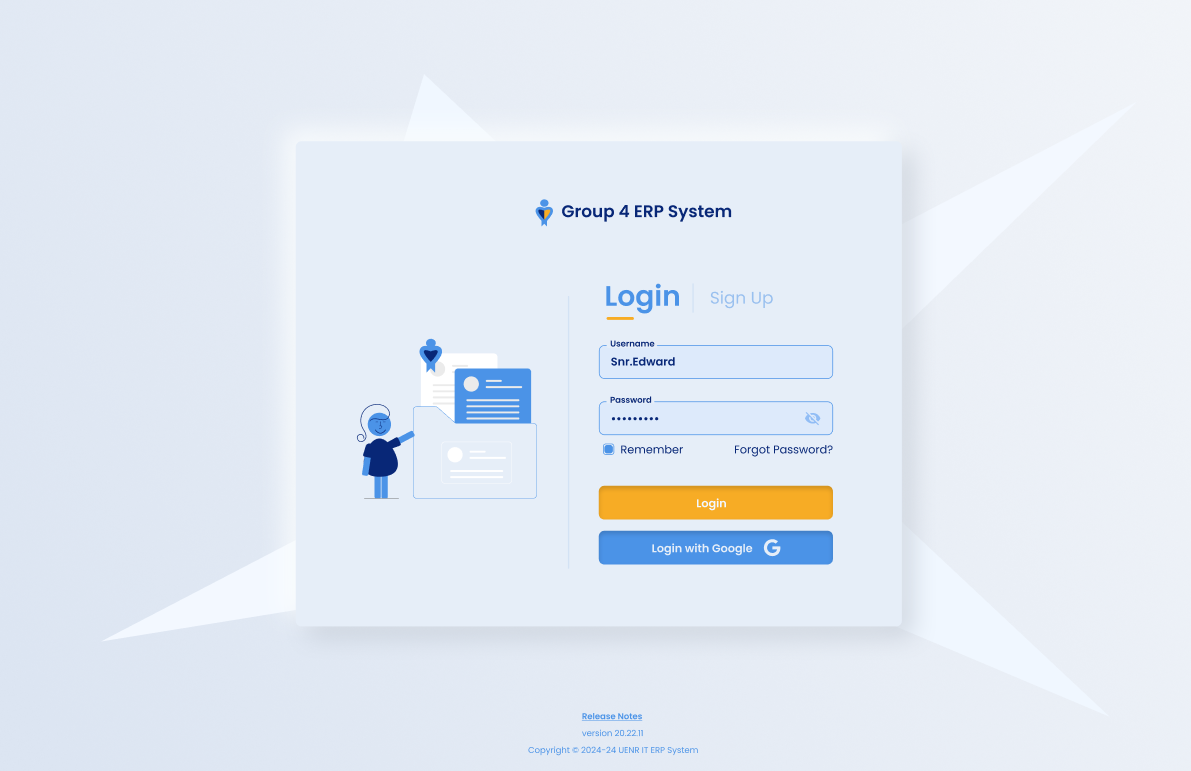 Group 4 ERP System
Login
Sign Up
Username
Snr.Edward
Password
•••••••••
Remember
Forgot Password?
Login
Login with Google G
Release Notes
version 20.22.11
Copyright © 2024-24 UENR IT ERP System